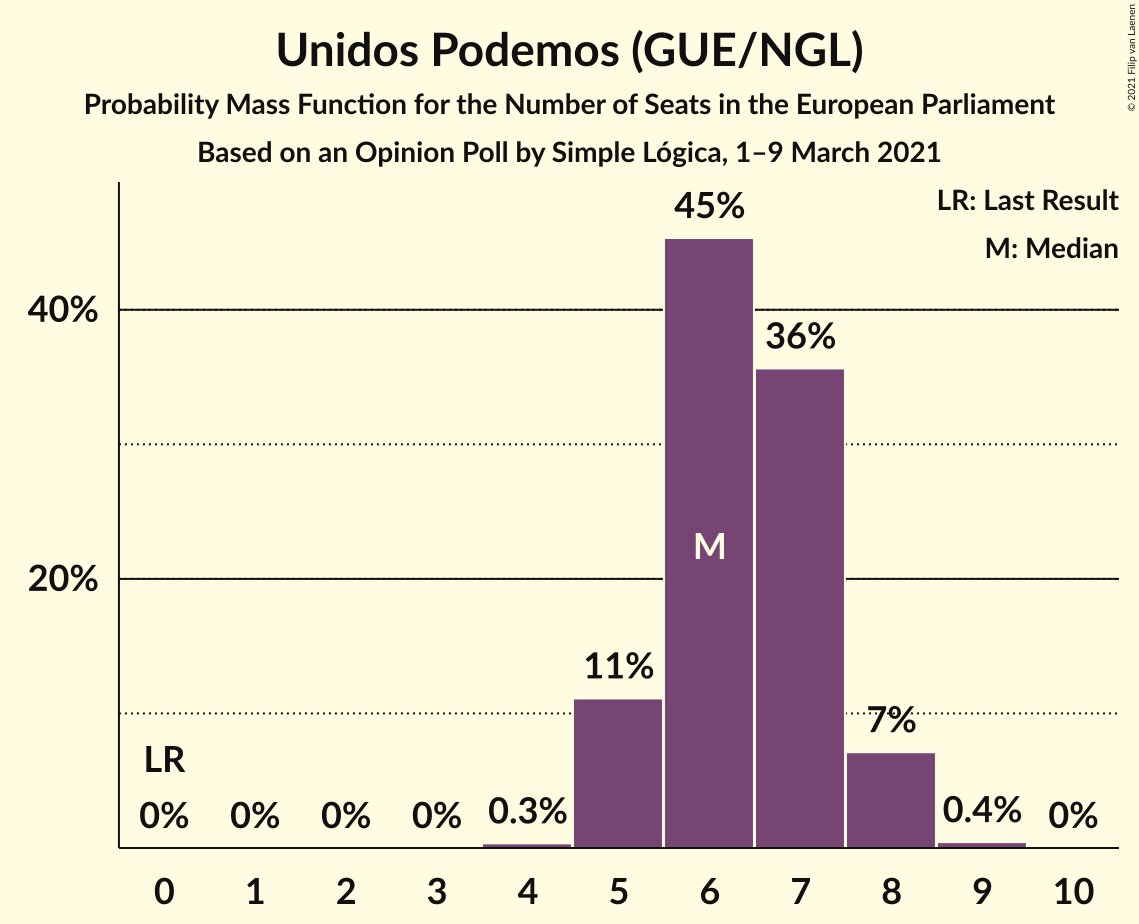 Unidos Podemos (GUE/NGL)
Probability Mass Function for the Number of Seats in the European Parliament
Based on an Opinion Poll by Simple Lógica, 1–9 March 2021
© 2021 Filip van Laenen
LR: Last Result
M: Median
45%
40%
36%
M
20%
11%
7%
LR
0% 0% 0% 0% 0.3% 0.4% 0%
0 1 2 3 4 5 6 7 8 9 10